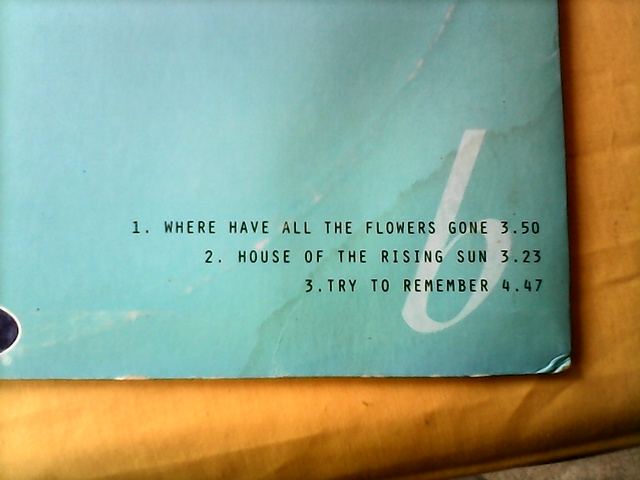 b
1. WHERE HAVE ALL THE FLOWERS GONE 3.50
2. HOUSE OF THE RISING SUN 3.23
3.TRY TO REMEMBER 4.47